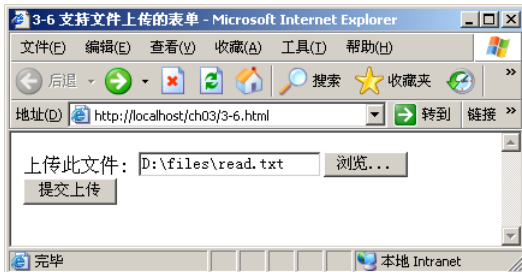 3-6 支持文件上传的表单 - Microsoft Internet Explorer
文件(F) 编辑(E) 查看(V) 收藏(A) 工具(T) 帮助(H)
后退 搜索 收藏夹 »
地址(D) http://localhost/ch03/3-6.html 转到 链接 »
上传此文件: D:\files\read.txt 浏览...
提交上传
完毕 本地 Intranet